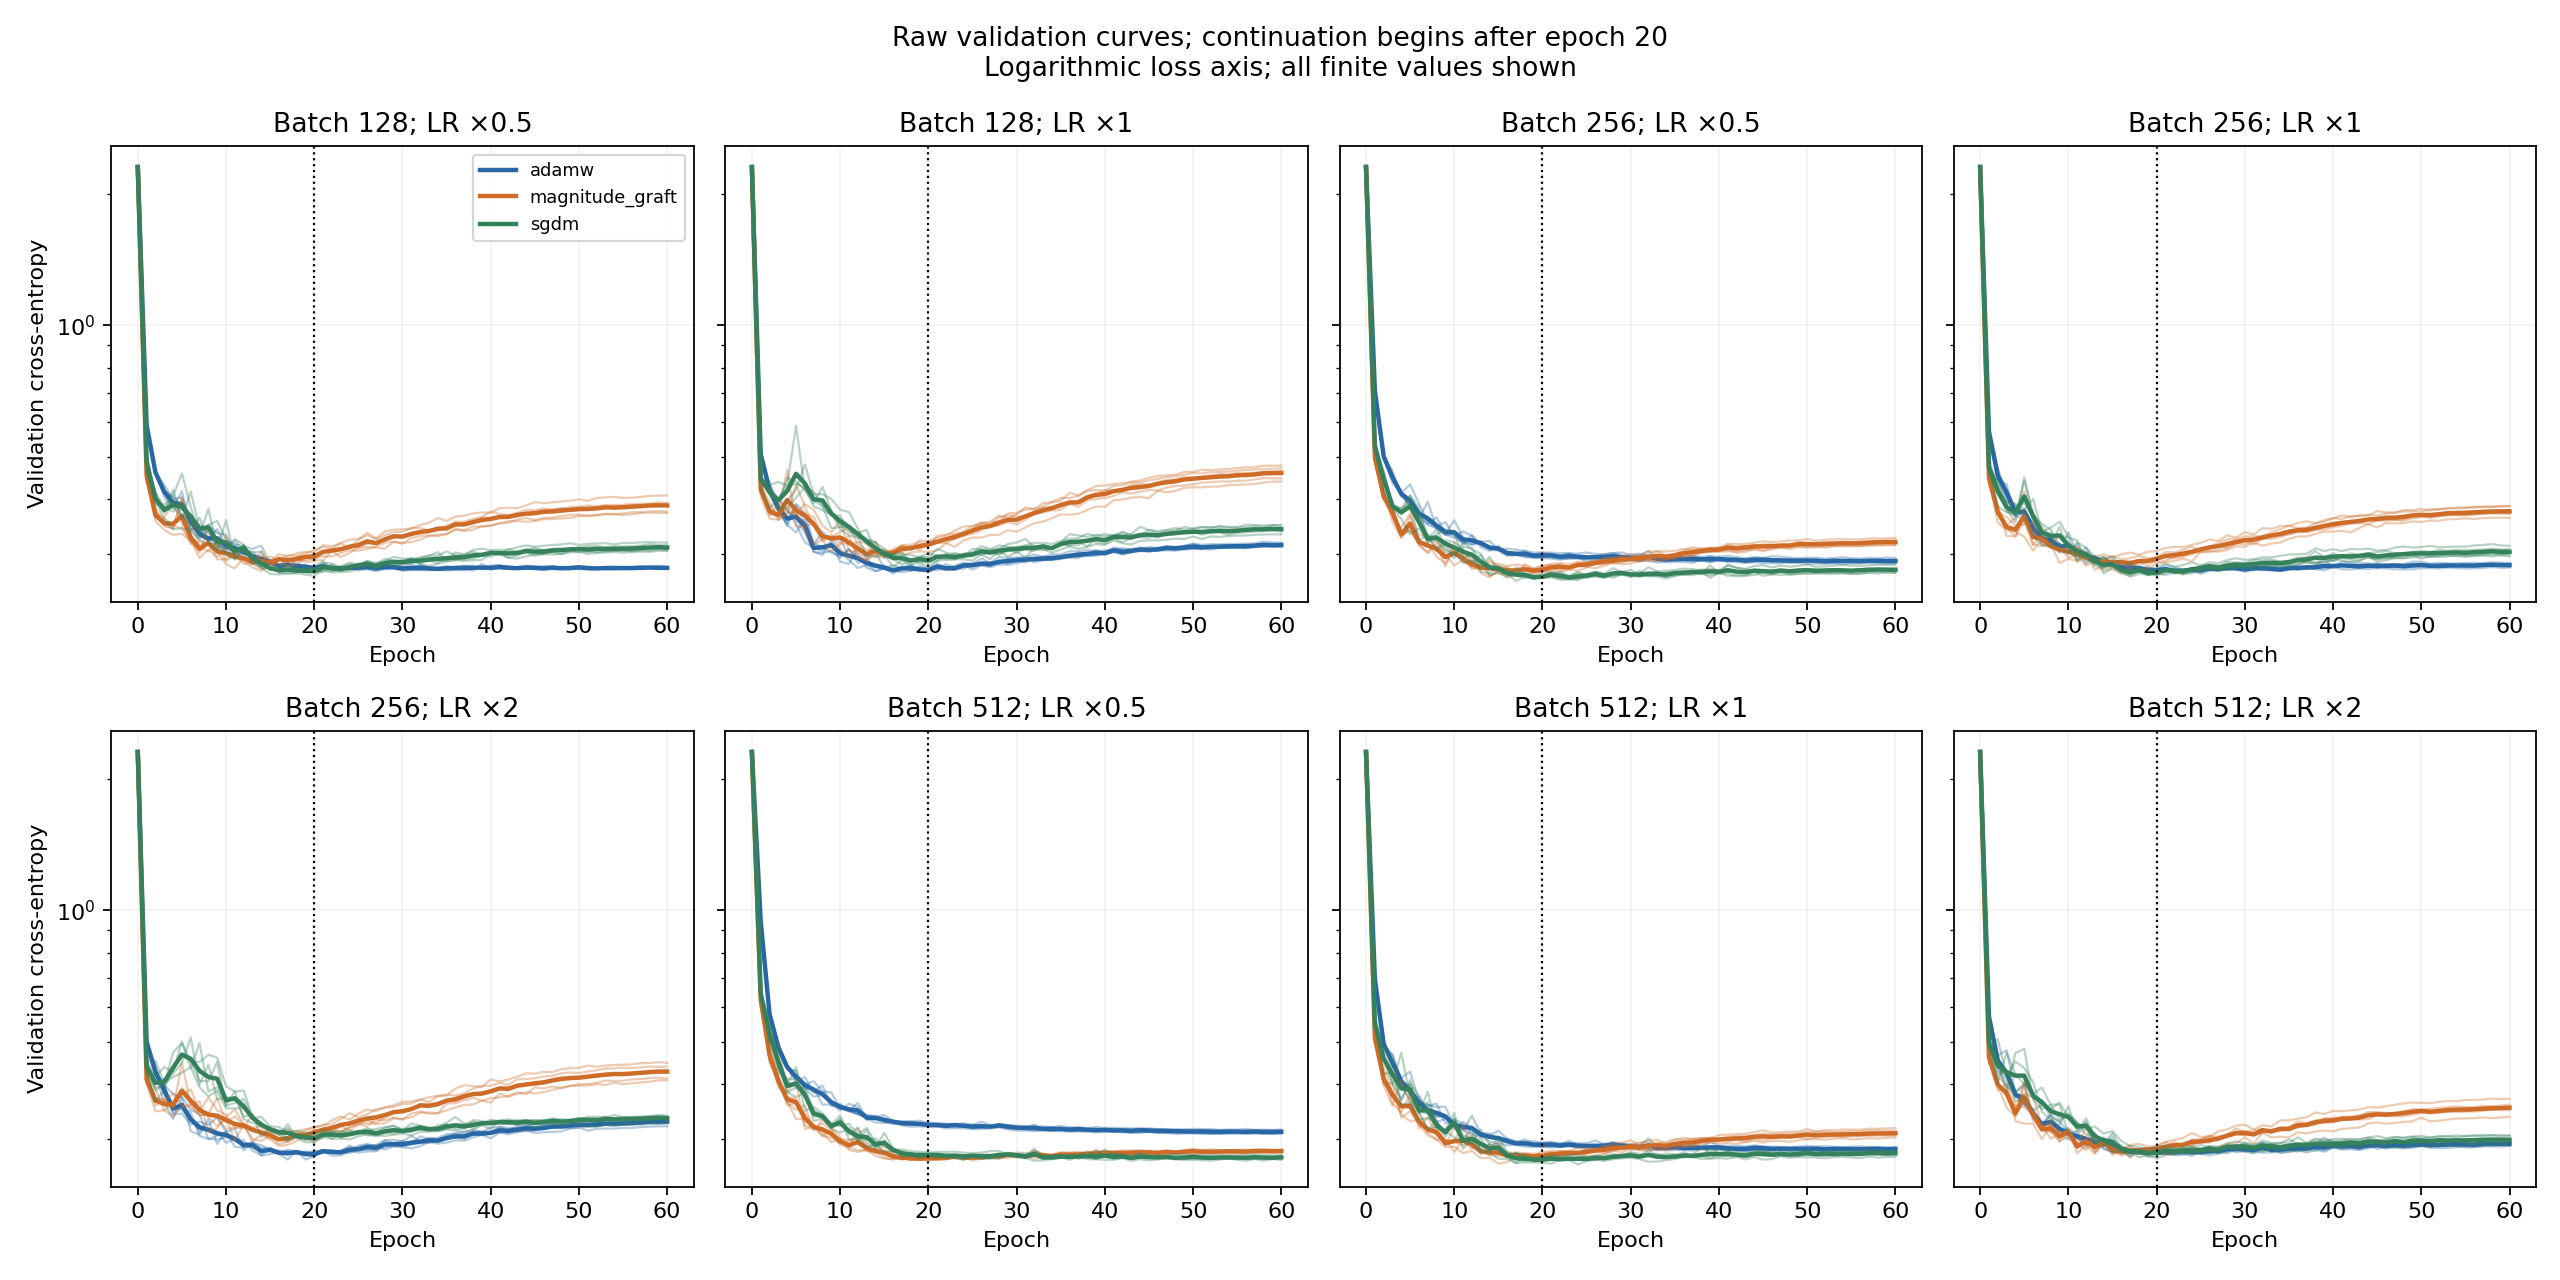 Raw validation curves; continuation begins after epoch 20
Logarithmic loss axis; all finite values shown
Batch 128; LR ×0.5
Batch 128; LR ×1
Batch 256; LR ×0.5
Batch 256; LR ×1
adamw
magnitude_graft
sgdm
Validation cross-entropy
10⁰
0 10 20 30 40 50 60
0 10 20 30 40 50 60
0 10 20 30 40 50 60
0 10 20 30 40 50 60
Epoch
Epoch
Epoch
Epoch
Batch 256; LR ×2
Batch 512; LR ×0.5
Batch 512; LR ×1
Batch 512; LR ×2
Validation cross-entropy
10⁰
0 10 20 30 40 50 60
0 10 20 30 40 50 60
0 10 20 30 40 50 60
0 10 20 30 40 50 60
Epoch
Epoch
Epoch
Epoch